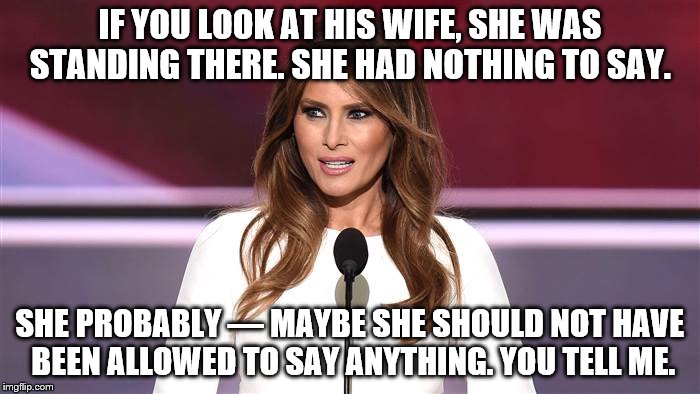 IF YOU LOOK AT HIS WIFE, SHE WAS
STANDING THERE. SHE HAD NOTHING TO SAY.
SHE PROBABLY — MAYBE SHE SHOULD NOT HAVE
BEEN ALLOWED TO SAY ANYTHING. YOU TELL ME.
imgflip.com